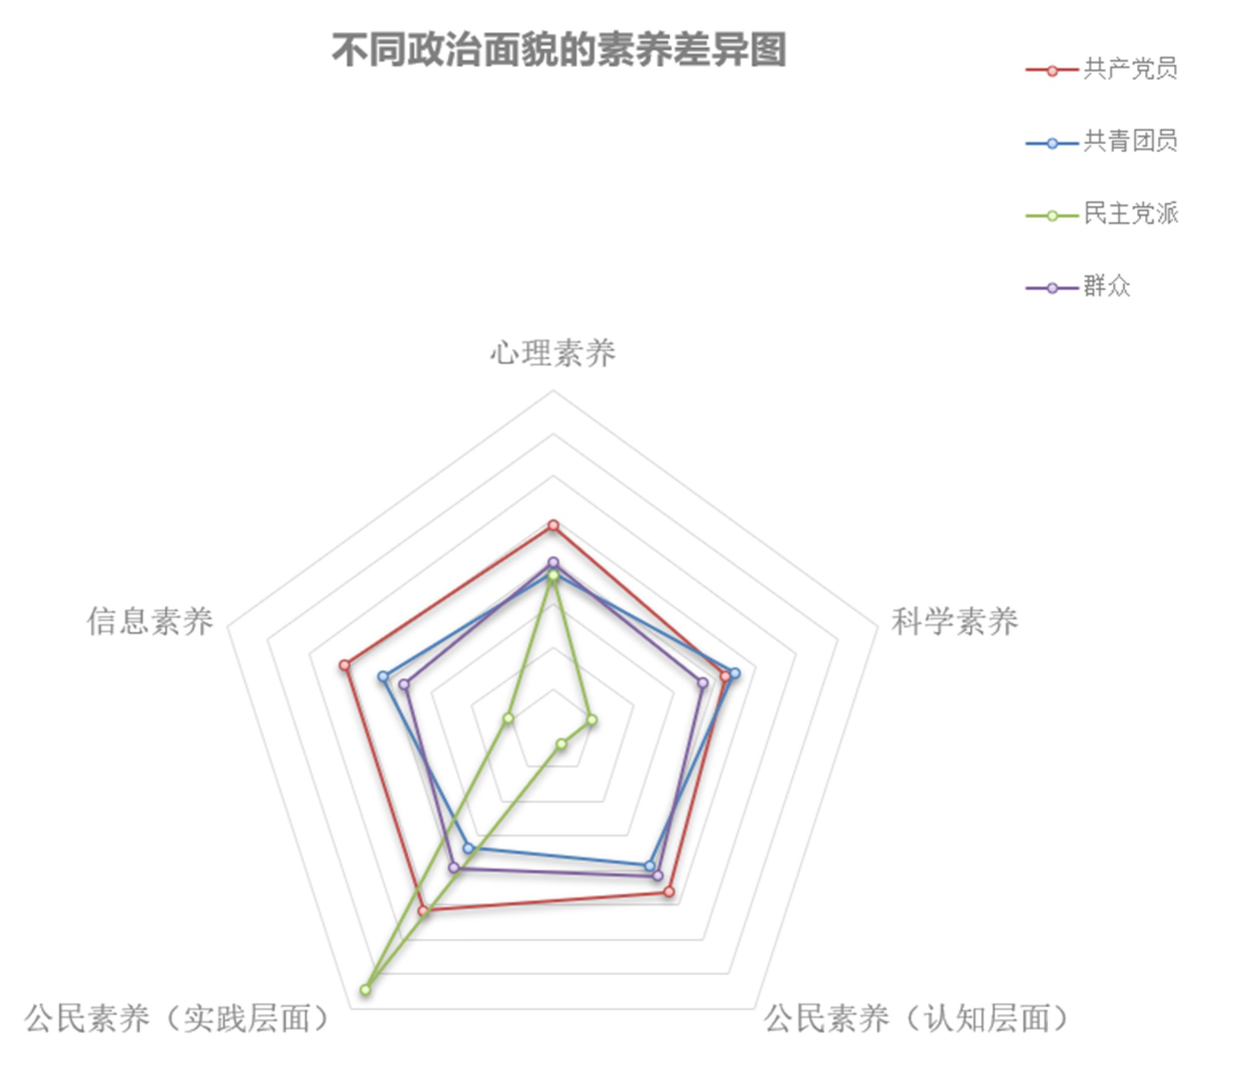 不同政治面貌的素养差异图
共产党员
共青团员
民主党派
群众
心理素养
信息素养
科学素养
公民素养（实践层面）
公民素养（认知层面）